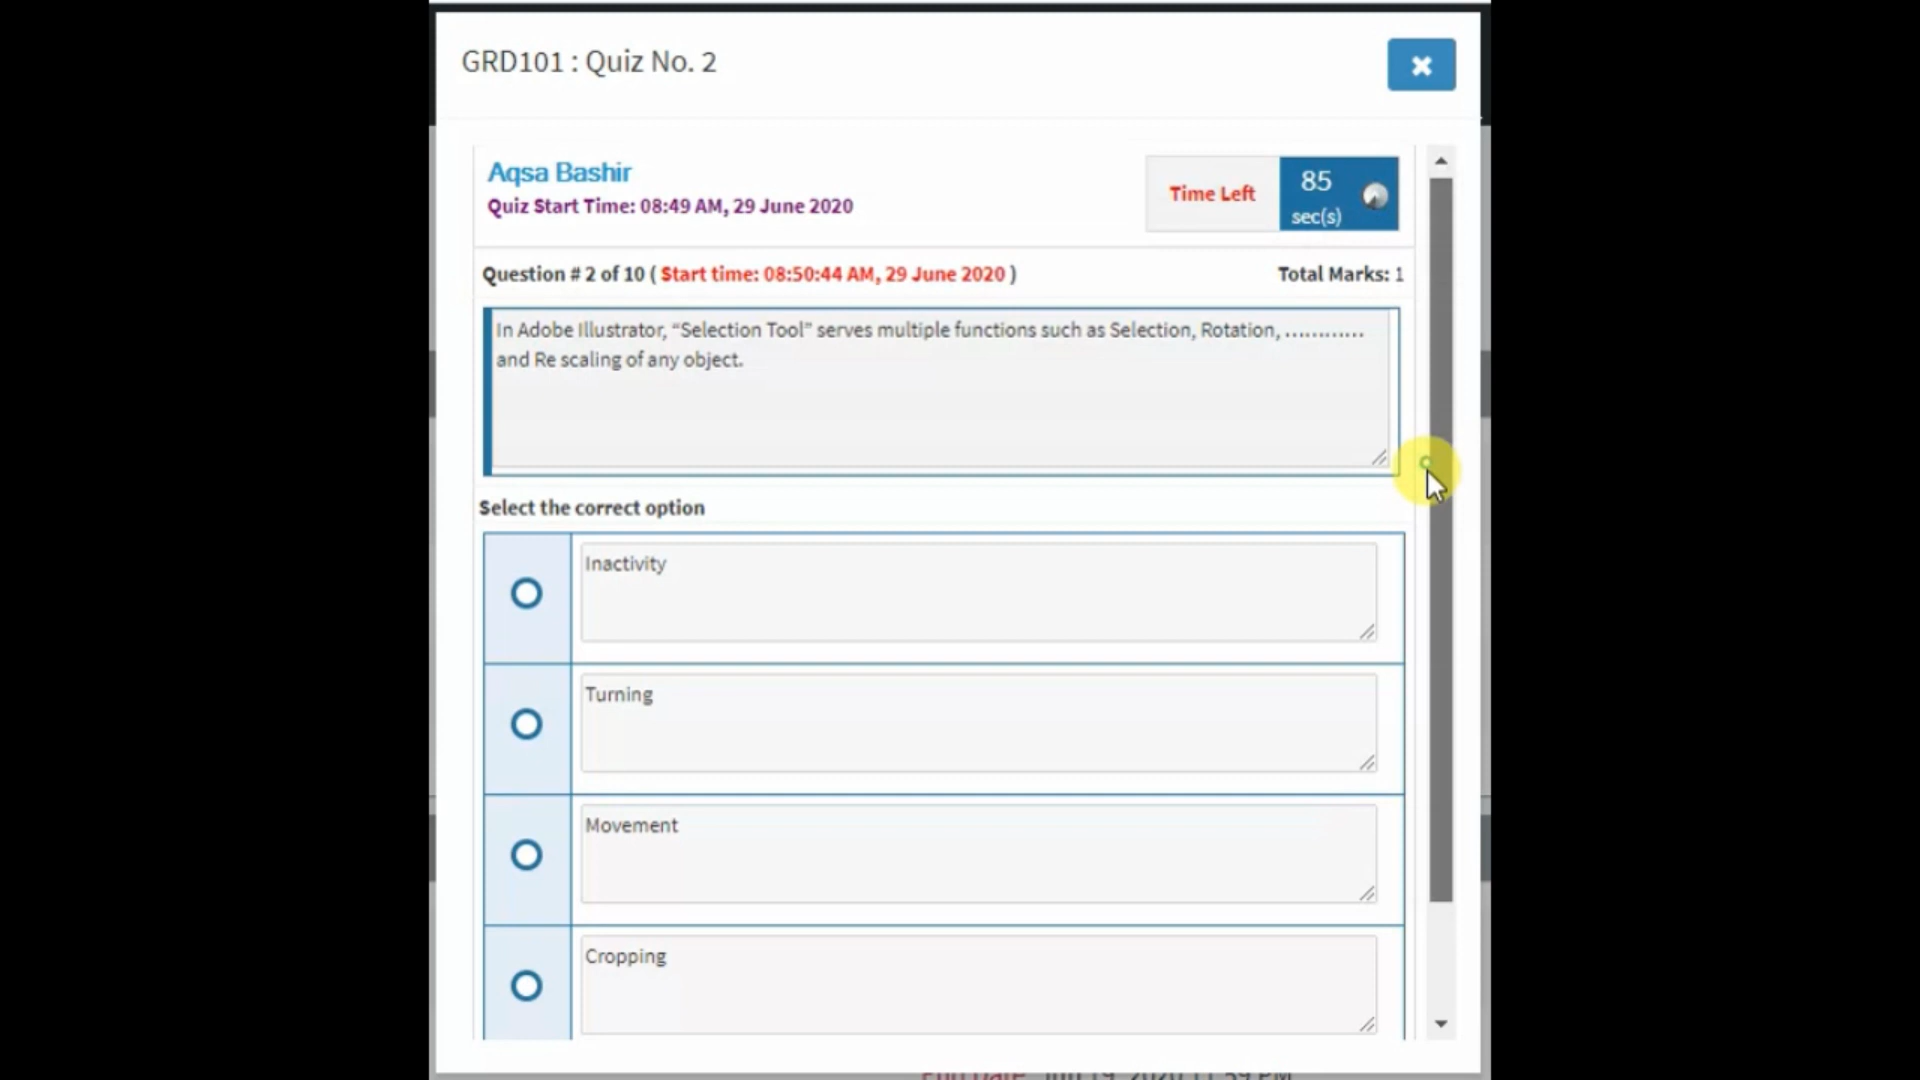 GRD101 : Quiz No. 2
Aqsa Bashir
Quiz Start Time: 08:49 AM, 29 June 2020
Time Left
85
sec(s)
Question # 2 of 10 ( Start time: 08:50:44 AM, 29 June 2020 )
Total Marks: 1
In Adobe Illustrator, “Selection Tool” serves multiple functions such as Selection, Rotation, ............
and Re scaling of any object.
Select the correct option
Inactivity
Turning
Movement
Cropping